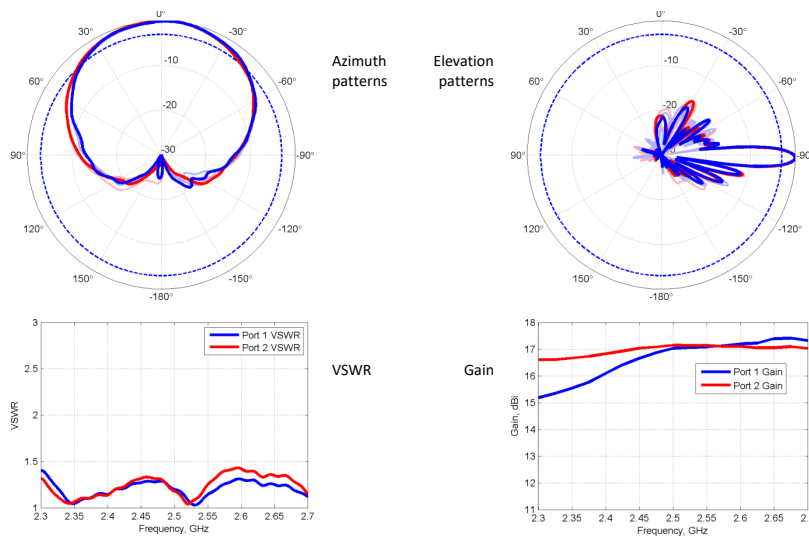 0°
30°
-30°
60°
-60°
90°
-90°
120°
-120°
150°
-150°
-180°
-10
-20
-30
Azimuth
patterns
Elevation
patterns
0°
30°
-30°
60°
-60°
90°
-90
120°
-120°
150°
-150°
-180°
-10
-20
-30
VSWR
3
2.5
2
1.5
1
2.3 2.35 2.4 2.45 2.5 2.55 2.6 2.65 2.7
Frequency, GHz
Port 1 VSWR
Port 2 VSWR
VSWR
Gain
Gain, dBi
18
17
16
15
14
13
12
11
2.3 2.35 2.4 2.45 2.5 2.55 2.6 2.65 2.
Frequency, GHz
Port 1 Gain
Port 2 Gain